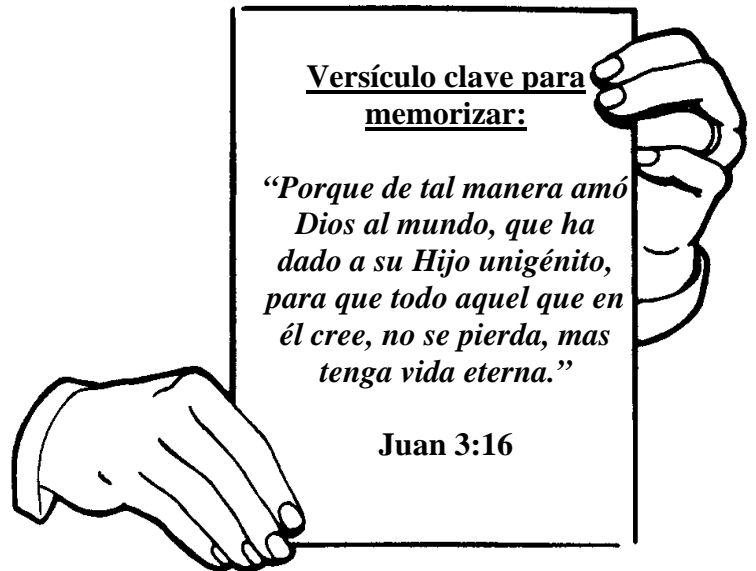 Versículo clave para
memorizar:
“Porque de tal manera amó
Dios al mundo, que ha
dado a su Hijo unigénito,
para que todo aquel que en
él cree, no se pierda, mas
tenga vida eterna.”
Juan 3:16